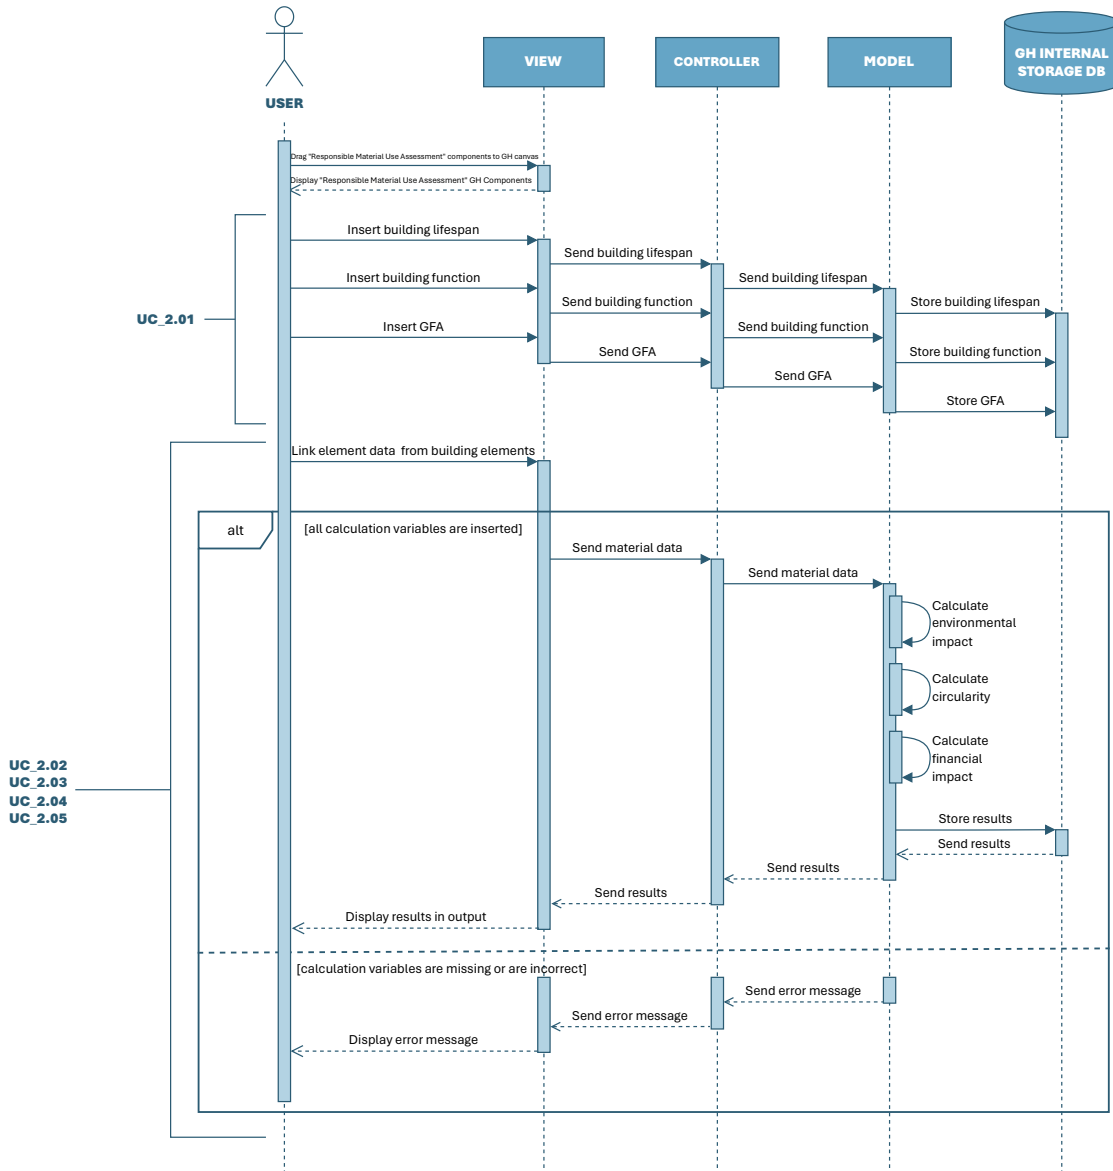 USER
VIEW
CONTROLLER
MODEL
GH INTERNAL
STORAGE DB
Drag "Responsible Material Use Assessment" components to GH canvas
Display "Responsible Material Use Assessment" GH Components
UC_2.01
Insert building lifespan
Send building lifespan
Send building lifespan
Store building lifespan
Insert building function
Send building function
Send building function
Store building function
Insert GFA
Send GFA
Send GFA
Store GFA
Link element data  from building elements
alt
[all calculation variables are inserted]
Send material data
Send material data
Calculate
environmental
impact
Calculate
circularity
Calculate
financial
impact
UC_2.02
UC_2.03
UC_2.04
UC_2.05
Store results
Send results
Send results
Send results
Display results in output
[calculation variables are missing or are incorrect]
Send error message
Send error message
Display error message